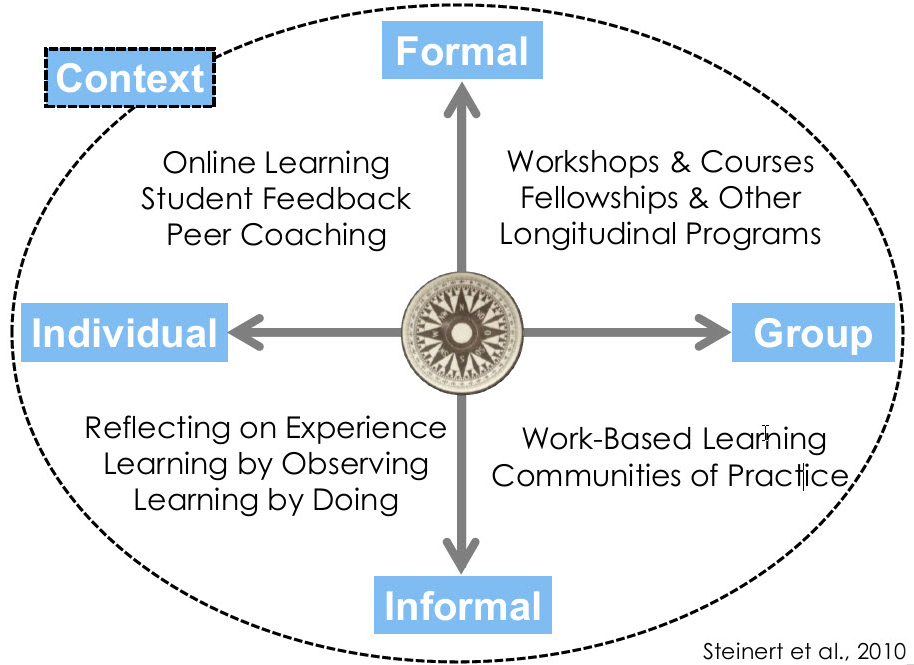 Formal
Context
Online Learning
Student Feedback
Peer Coaching
Workshops & Courses
Fellowships & Other
Longitudinal Programs
Individual
Group
Reflecting on Experience
Learning by Observing
Learning by Doing
Work-Based Learning
Communities of Practice
Informal
Steinert et al., 2010